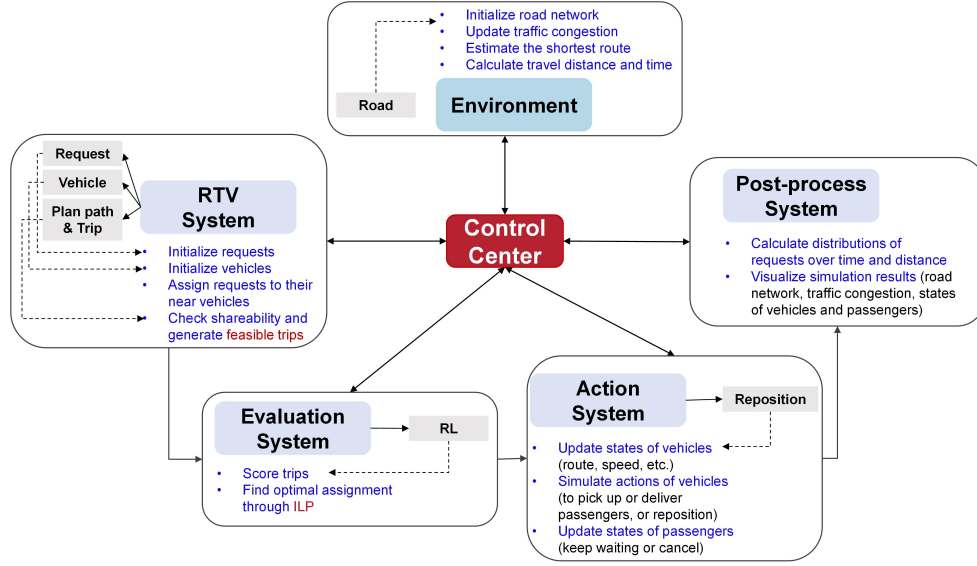 • Initialize road network
• Update traffic congestion
• Estimate the shortest route
• Calculate travel distance and time
Road
Environment
Request
Vehicle
Plan path
& Trip
RTV
System
• Initialize requests
• Initialize vehicles
• Assign requests to their
near vehicles
• Check shareability and
generate feasible trips
Control
Center
Post-process
System
• Calculate distributions of
requests over time and distance
• Visualize simulation results (road
network, traffic congestion, states
of vehicles and passengers)
Evaluation
System
RL
• Score trips
• Find optimal assignment
through ILP
Action
System
Reposition
• Update states of vehicles
(route, speed, etc.)
• Simulate actions of vehicles
(to pick up or deliver
passengers, or reposition)
• Update states of passengers
(keep waiting or cancel)